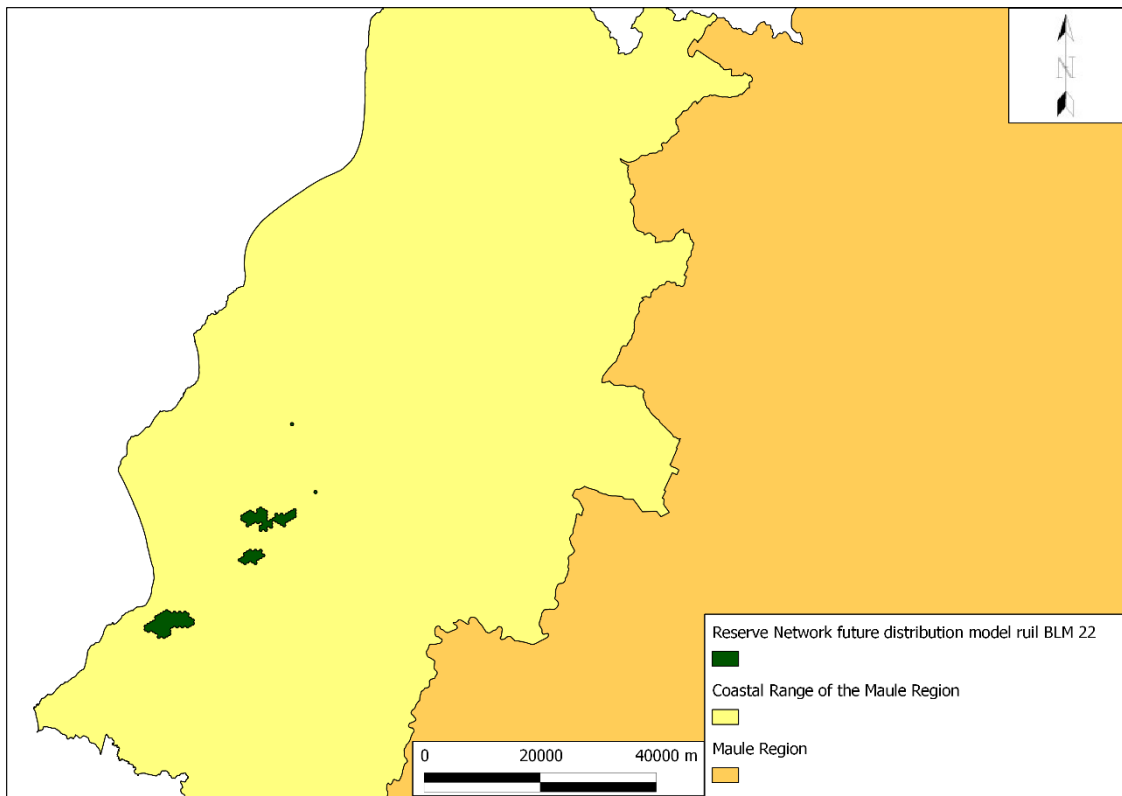 N
Reserve Network future distribution model ruil BLM 22
Coastal Range of the Maule Region
Maule Region
0 20000 40000 m